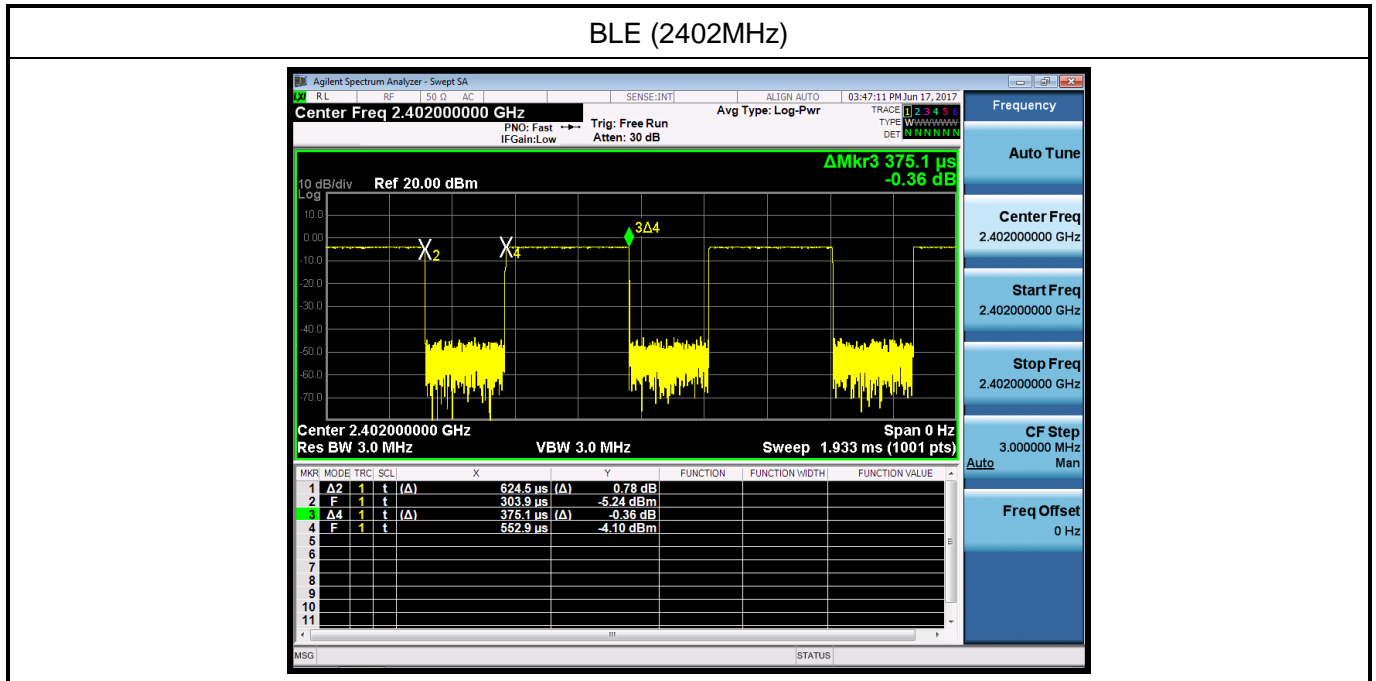 BLE (2402MHz)
Agilent Spectrum Analyzer - Swept SA
LXI RL RF 50 Ω AC SENSE:INT ALIGN AUTO 03:47:11 PM Jun 17, 2017
Center Freq 2.402000000 GHz Avg Type: Log-Pwr TRACE 1 2 3 4 5 6
PNO: Fast Trig: Free Run TYPE WWWWWW
IFGain:Low Atten: 30 dB DET N N N N N N
ΔMkr3 375.1 µs
10 dB/div Ref 20.00 dBm -0.36 dB
Log
10.0
0.00
-10.0
-20.0
-30.0
-40.0
-50.0
-60.0
-70.0
2
4
3Δ4
Center 2.402000000 GHz Span 0 Hz
Res BW 3.0 MHz VBW 3.0 MHz Sweep 1.933 ms (1001 pts)
MKR MODE TRC SCL X Y FUNCTION FUNCTION WIDTH FUNCTION VALUE
1 Δ2 1 t (Δ) 624.5 µs (Δ) 0.78 dB
2 F 1 t 303.9 µs -5.24 dBm
3 Δ4 1 t (Δ) 375.1 µs (Δ) -0.36 dB
4 F 1 t 552.9 µs -4.10 dBm
5
6
7
8
9
10
11
MSG STATUS
Frequency
Auto Tune
Center Freq
2.402000000 GHz
Start Freq
2.402000000 GHz
Stop Freq
2.402000000 GHz
CF Step
3.000000 MHz
Auto Man
Freq Offset
0 Hz